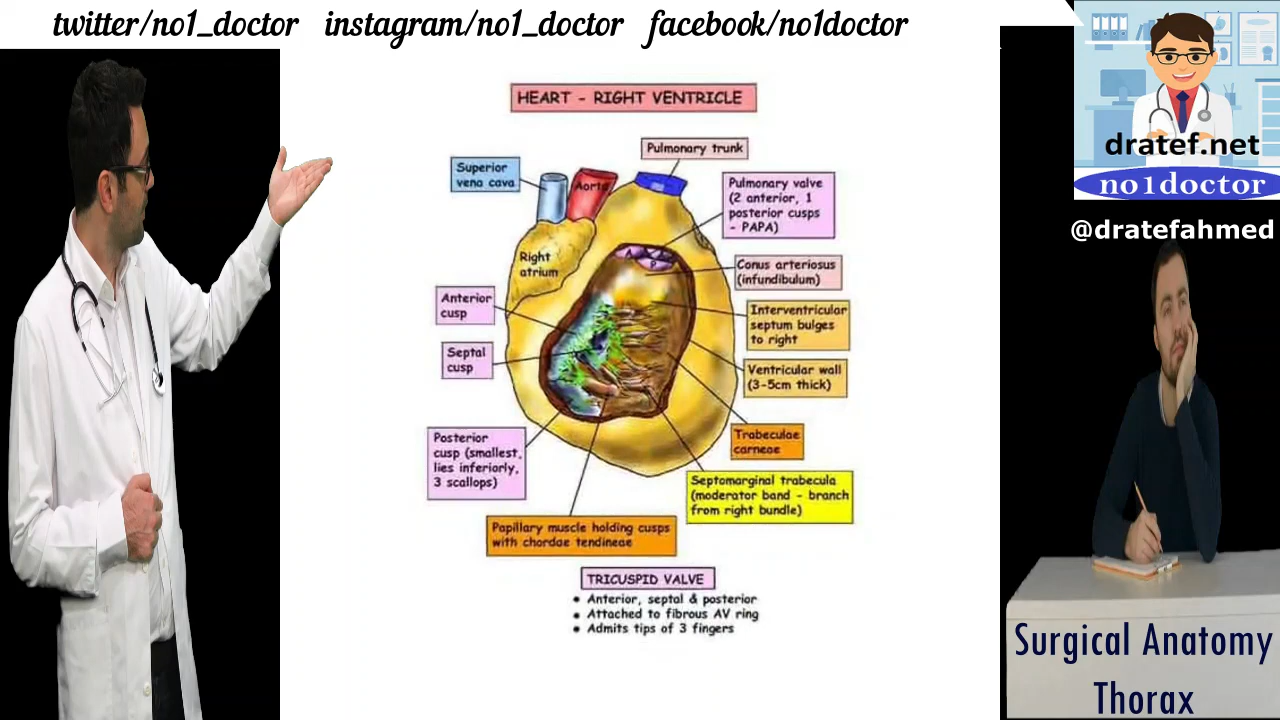 twitter/no1_doctor instagram/no1_doctor facebook/no1doctor
dratef.net
no1doctor
@dratefahmed
HEART - RIGHT VENTRICLE
Pulmonary trunk
Superior
vena cava
Aorta
Pulmonary valve
(2 anterior, 1
posterior cusps
- PAPA)
Right
atrium
A
P
Conus arteriosus
(infundibulum)
Anterior
cusp
Interventricular
septum bulges
to right
Septal
cusp
Ventricular wall
(3-5cm thick)
Trabeculae
carneae
Posterior
cusp (smallest,
lies inferiorly,
3 scallops)
Septomarginal trabecula
(moderator band - branch
from right bundle)
Papillary muscle holding cusps
with chordae tendineae
TRICUSPID VALVE
• Anterior, septal & posterior
• Attached to fibrous AV ring
• Admits tips of 3 fingers
Surgical Anatomy
Thorax